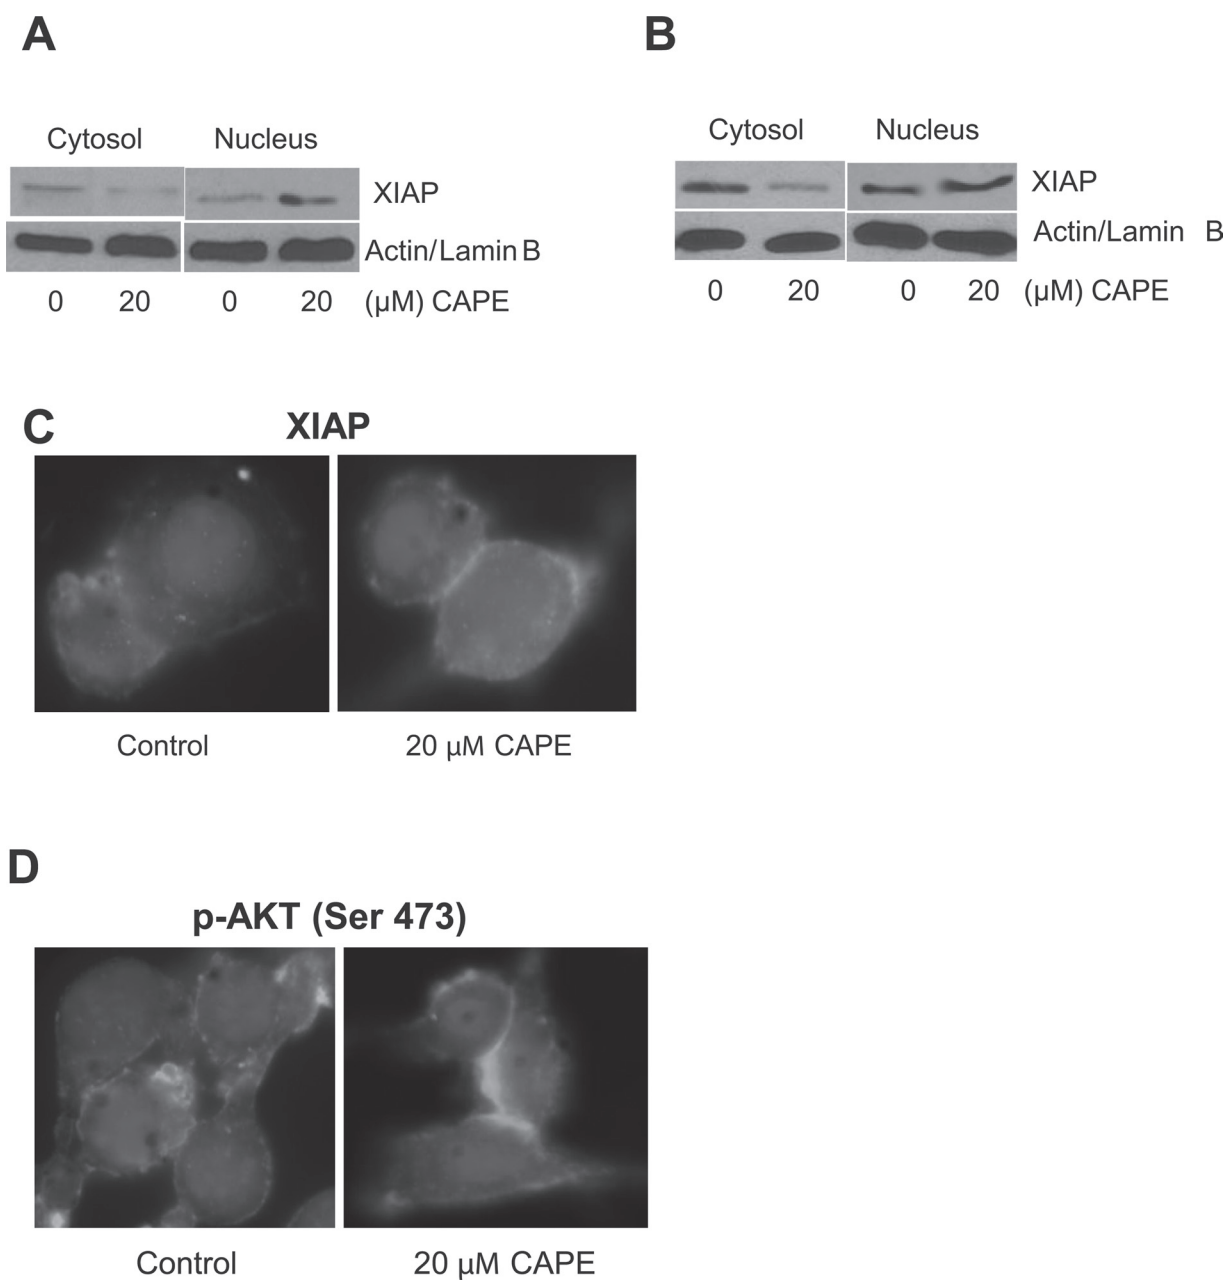 A
Cytosol Nucleus
XIAP
Actin/Lamin B
0 20 0 20 (µM) CAPE
B
Cytosol Nucleus
XIAP
Actin/Lamin B
0 20 0 20 (µM) CAPE
C
XIAP
Control 20 µM CAPE
D
p-AKT (Ser 473)
Control 20 µM CAPE